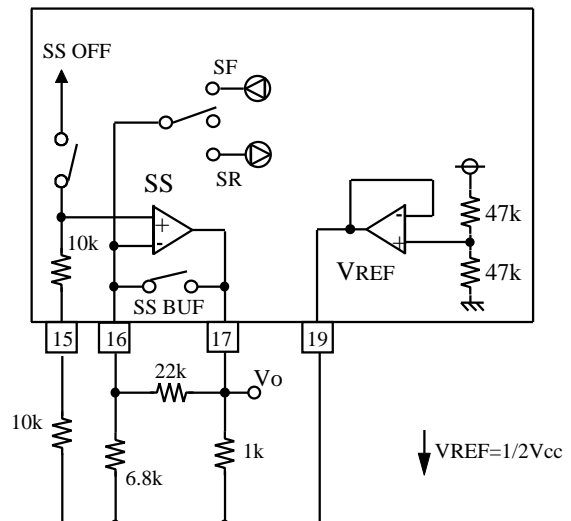 SS OFF
SF
SR
SS
+
-
10k
SS BUF
-
+
VREF
47k
47k
15
16
17
19
22k
Vo
10k
6.8k
1k
VREF=1/2Vcc